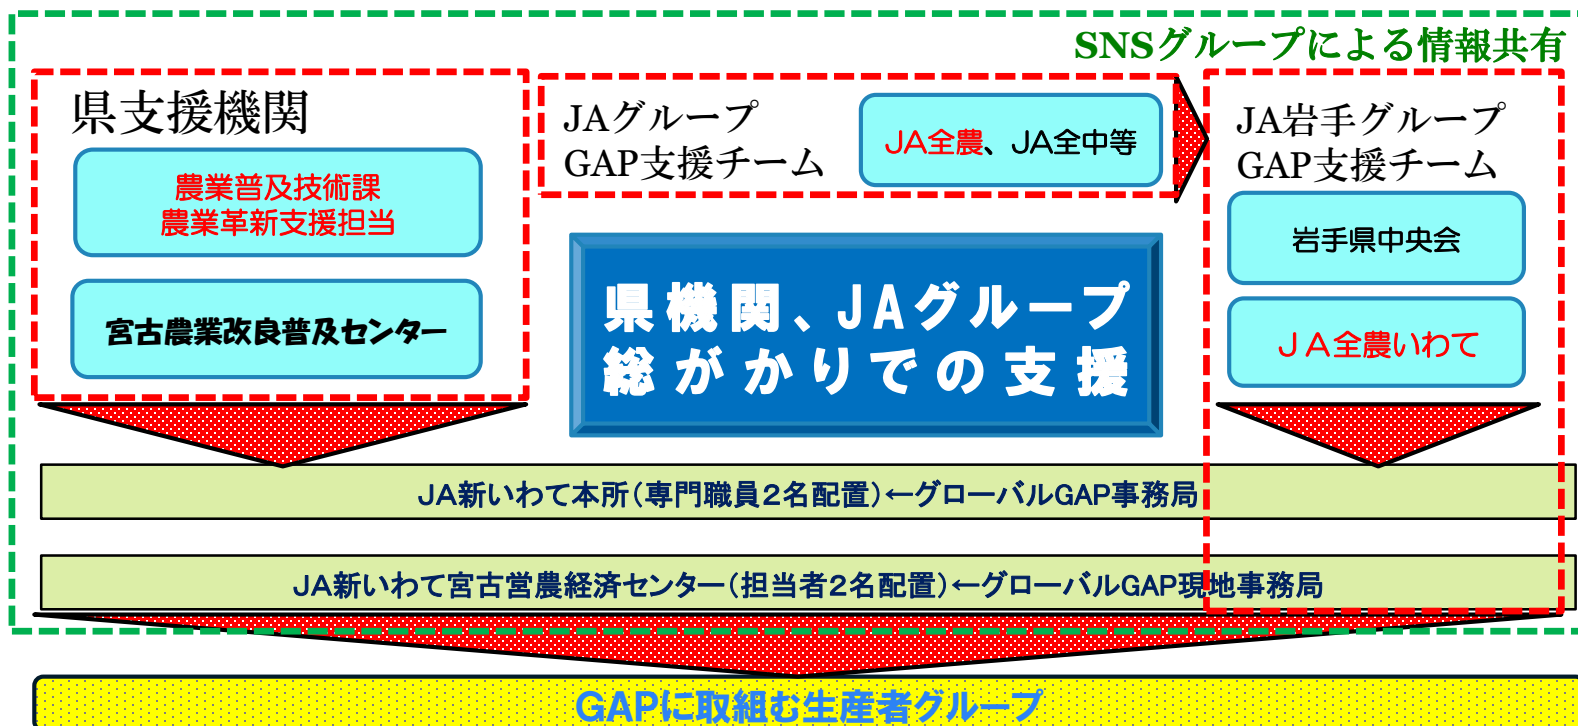 SNSグループによる情報共有
県支援機関
農業普及技術課
農業革新支援担当
宮古農業改良普及センター
JAグループ
GAP支援チーム
JA全農、JA全中等
JA岩手グループ
GAP支援チーム
岩手県中央会
JA全農いわて
県機関、JAグループ
総がかりでの支援
JA新いわて本所(専門職員2名配置)←グローバルGAP事務局
JA新いわて宮古営農経済センター(担当者2名配置)←グローバルGAP現地事務局
GAPに取組む生産者グループ